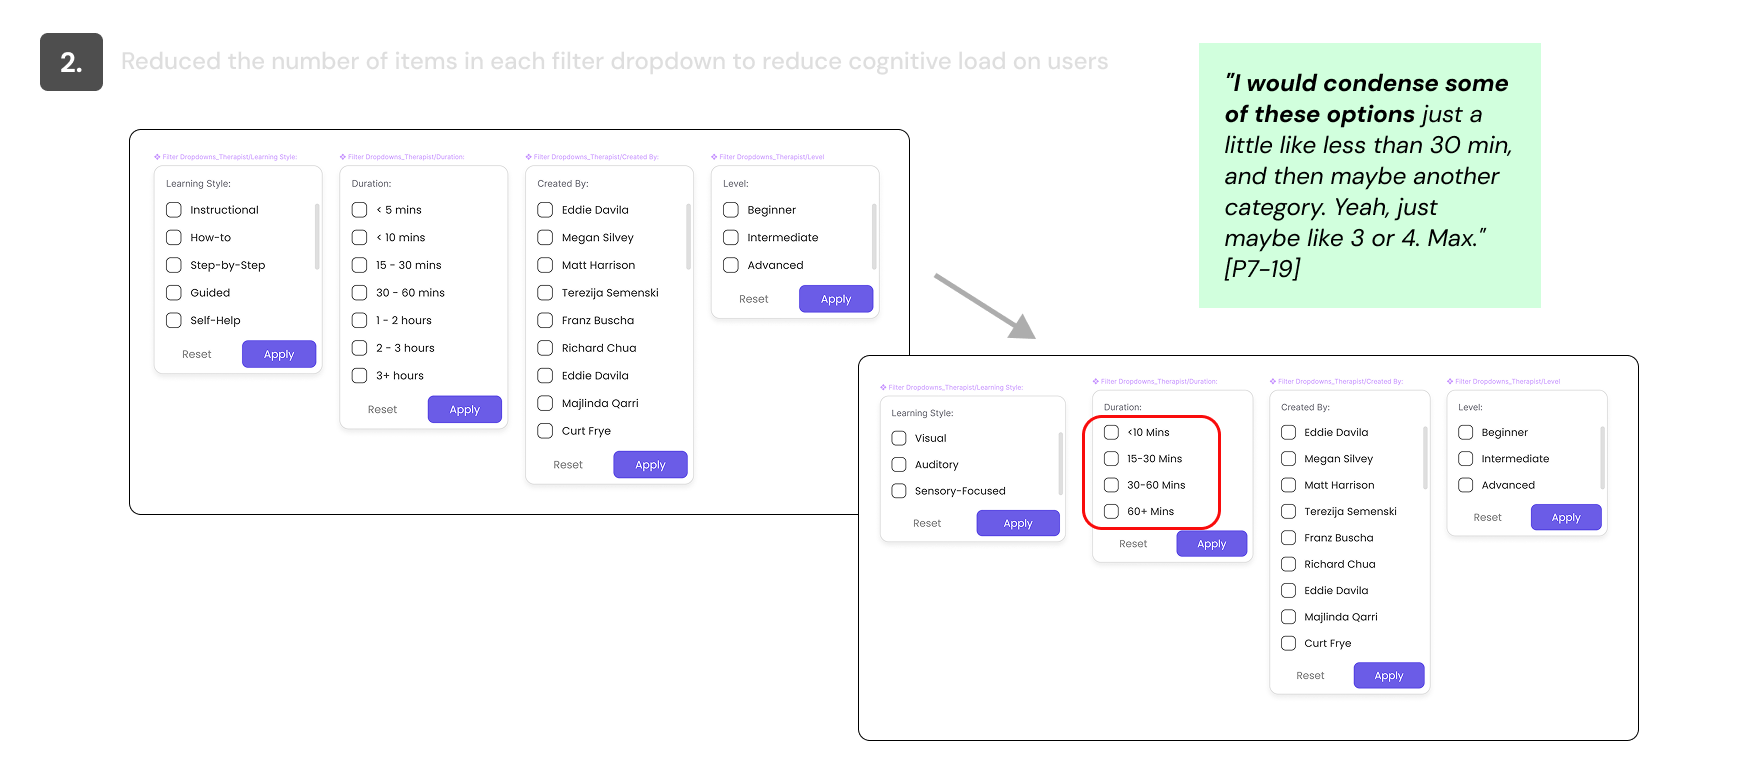 2.
Reduced the number of items in each filter dropdown to reduce cognitive load on users
"I would condense some
of these options just a
little like less than 30 min,
and then maybe another
category. Yeah, just
maybe like 3 or 4. Max."
[P7-19]
Filter Dropdowns_Therapist/Learning Style:
Learning Style:
Instructional
How-to
Step-by-Step
Guided
Self-Help
Reset
Apply
Filter Dropdowns_Therapist/Duration:
Duration:
< 5 mins
< 10 mins
15 - 30 mins
30 - 60 mins
1 - 2 hours
2 - 3 hours
3+ hours
Reset
Apply
Filter Dropdowns_Therapist/Created By:
Created By:
Eddie Davila
Megan Silvey
Matt Harrison
Terezija Semenski
Franz Buscha
Richard Chua
Eddie Davila
Majlinda Qarri
Curt Frye
Reset
Apply
Filter Dropdowns_Therapist/Level
Level:
Beginner
Intermediate
Advanced
Reset
Apply
Filter Dropdowns_Therapist/Learning Style:
Learning Style:
Visual
Auditory
Sensory-Focused
Reset
Apply
Filter Dropdowns_Therapist/Duration:
Duration:
<10 Mins
15-30 Mins
30-60 Mins
60+ Mins
Reset
Apply
Filter Dropdowns_Therapist/Created By:
Created By:
Eddie Davila
Megan Silvey
Matt Harrison
Terezija Semenski
Franz Buscha
Richard Chua
Eddie Davila
Majlinda Qarri
Curt Frye
Reset
Apply
Filter Dropdowns_Therapist/Level
Level:
Beginner
Intermediate
Advanced
Reset
Apply